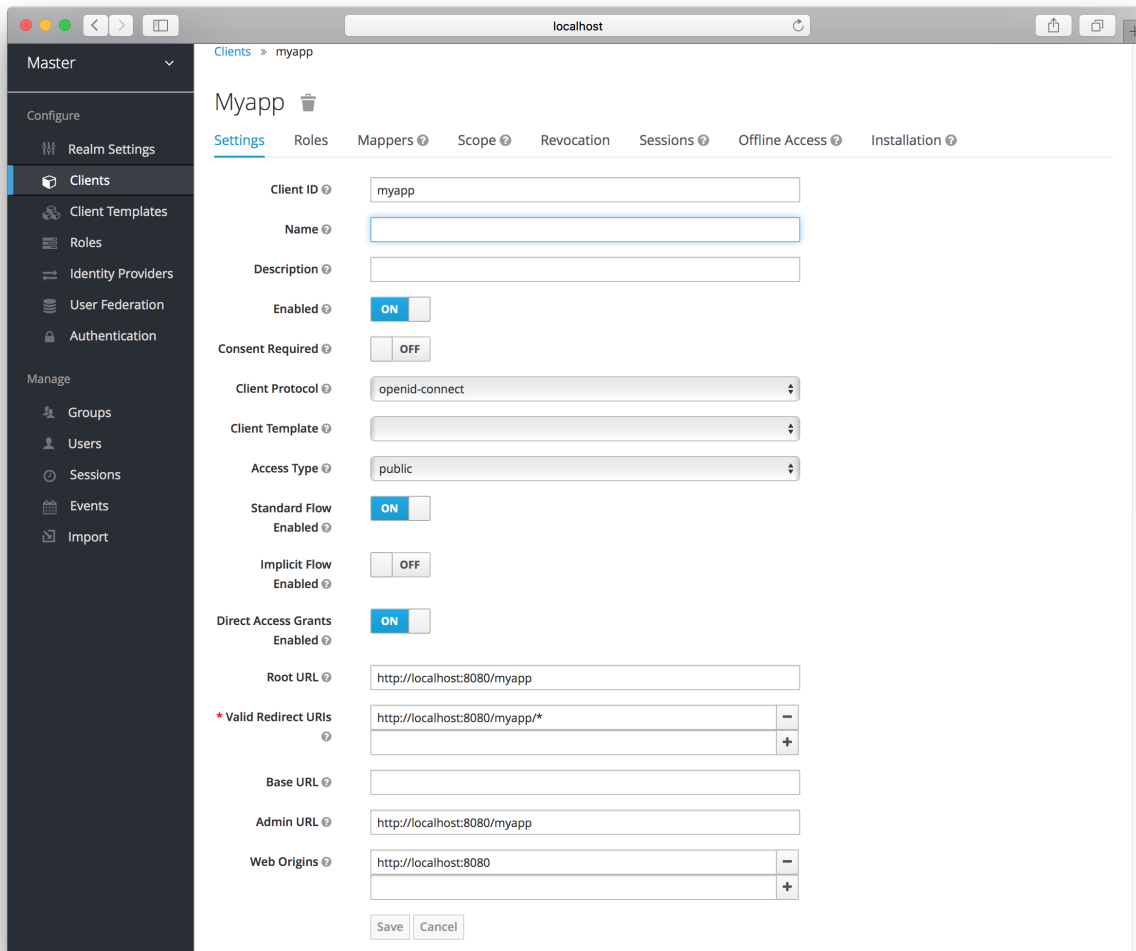 localhost
Master
Clients » myapp
Configure
Realm Settings
Clients
Client Templates
Roles
Identity Providers
User Federation
Authentication
Manage
Groups
Users
Sessions
Events
Import
Myapp
Settings Roles Mappers Scope Revocation Sessions Offline Access Installation
Client ID myapp
Name
Description
Enabled ON
Consent Required OFF
Client Protocol openid-connect
Client Template
Access Type public
Standard Flow
Enabled ON
Implicit Flow
Enabled OFF
Direct Access Grants
Enabled ON
Root URL http://localhost:8080/myapp
* Valid Redirect URIs http://localhost:8080/myapp/*
Base URL
Admin URL http://localhost:8080/myapp
Web Origins http://localhost:8080
Save Cancel